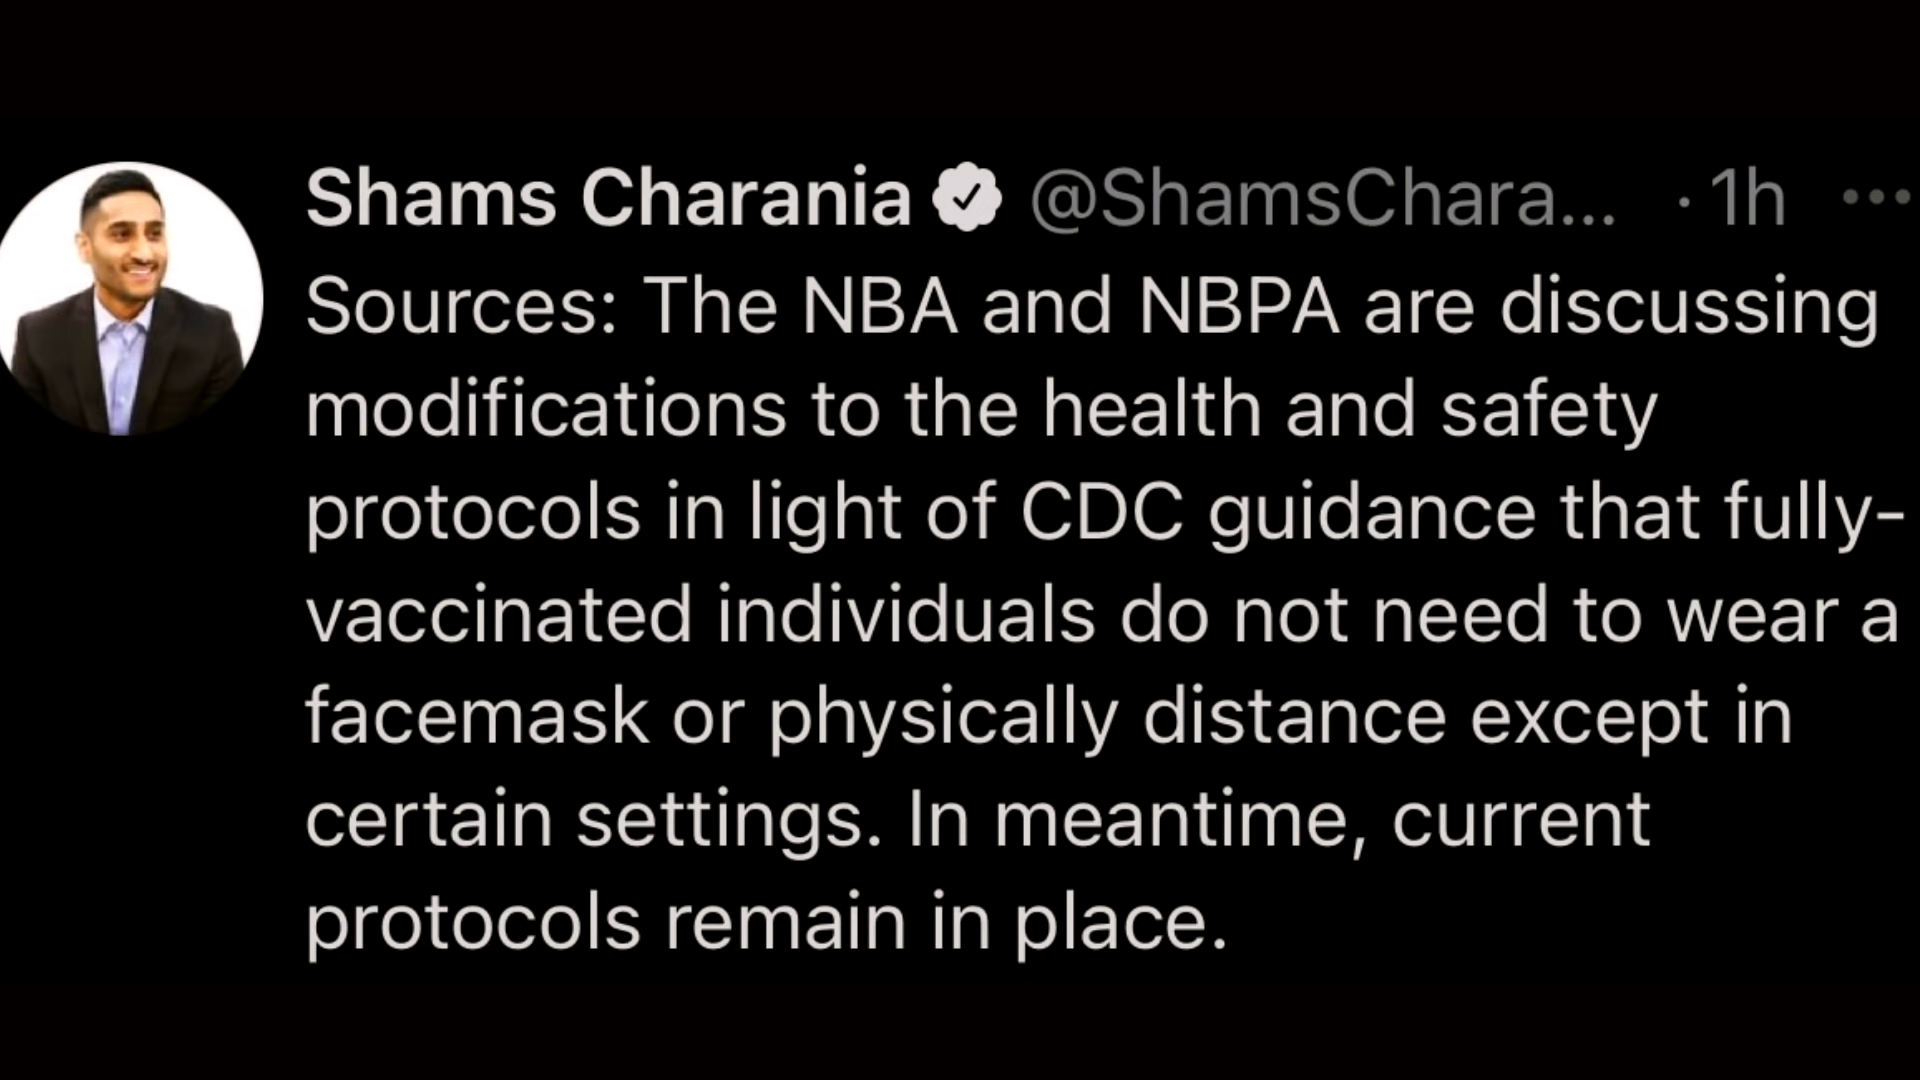 Shams Charania @ShamsChara... · 1h ...
Sources: The NBA and NBPA are discussing
modifications to the health and safety
protocols in light of CDC guidance that fully-
vaccinated individuals do not need to wear a
facemask or physically distance except in
certain settings. In meantime, current
protocols remain in place.